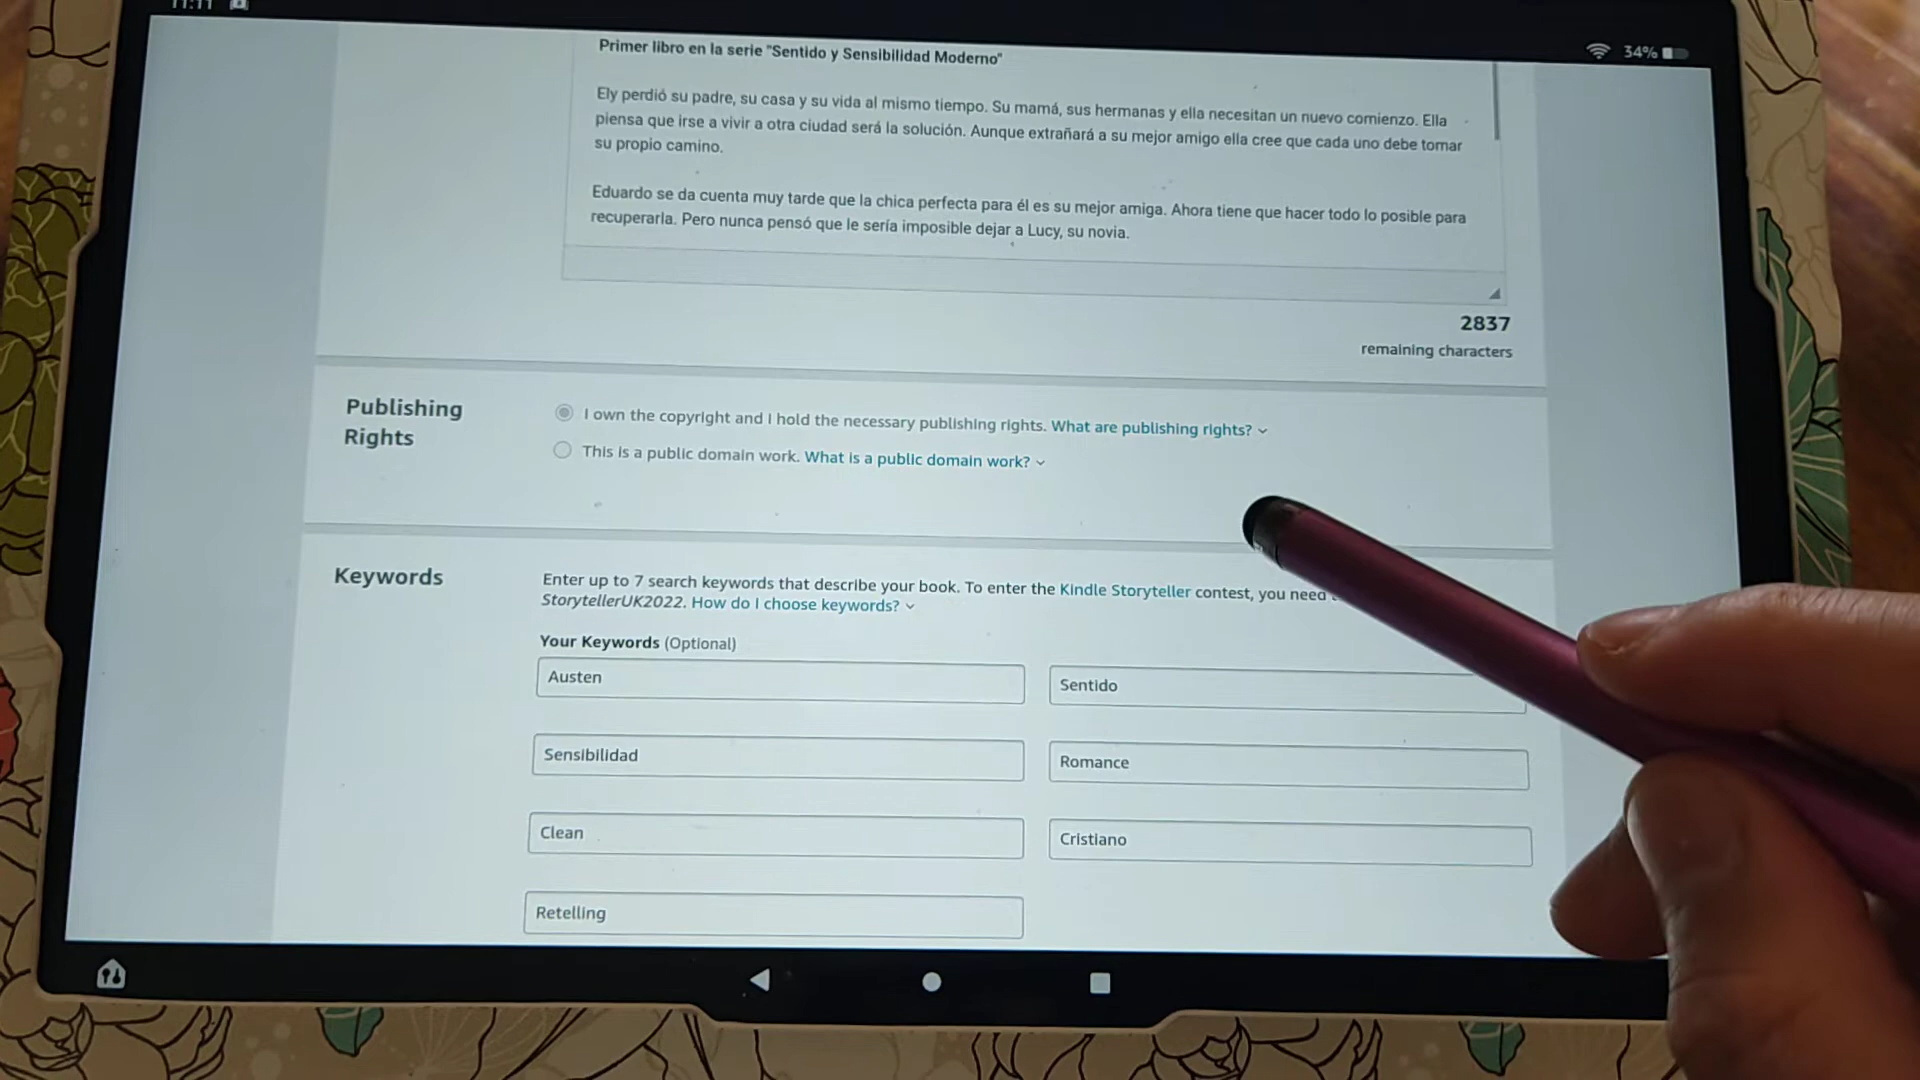 11:11
34%
Primer libro en la serie "Sentido y Sensibilidad Moderno"
Ely perdió su padre, su casa y su vida al mismo tiempo. Su mamá, sus hermanas y ella necesitan un nuevo comienzo. Ella
piensa que irse a vivir a otra ciudad será la solución. Aunque extrañará a su mejor amigo ella cree que cada uno debe tomar
su propio camino.
Eduardo se da cuenta muy tarde que la chica perfecta para él es su mejor amiga. Ahora tiene que hacer todo lo posible para
recuperarla. Pero nunca pensó que le sería imposible dejar a Lucy, su novia.
2837
remaining characters
Publishing
Rights
I own the copyright and I hold the necessary publishing rights. What are publishing rights?
This is a public domain work. What is a public domain work?
Keywords
Enter up to 7 search keywords that describe your book. To enter the Kindle Storyteller contest, you need
StorytellerUK2022. How do I choose keywords?
Your Keywords (Optional)
Austen
Sentido
Sensibilidad
Romance
Clean
Cristiano
Retelling